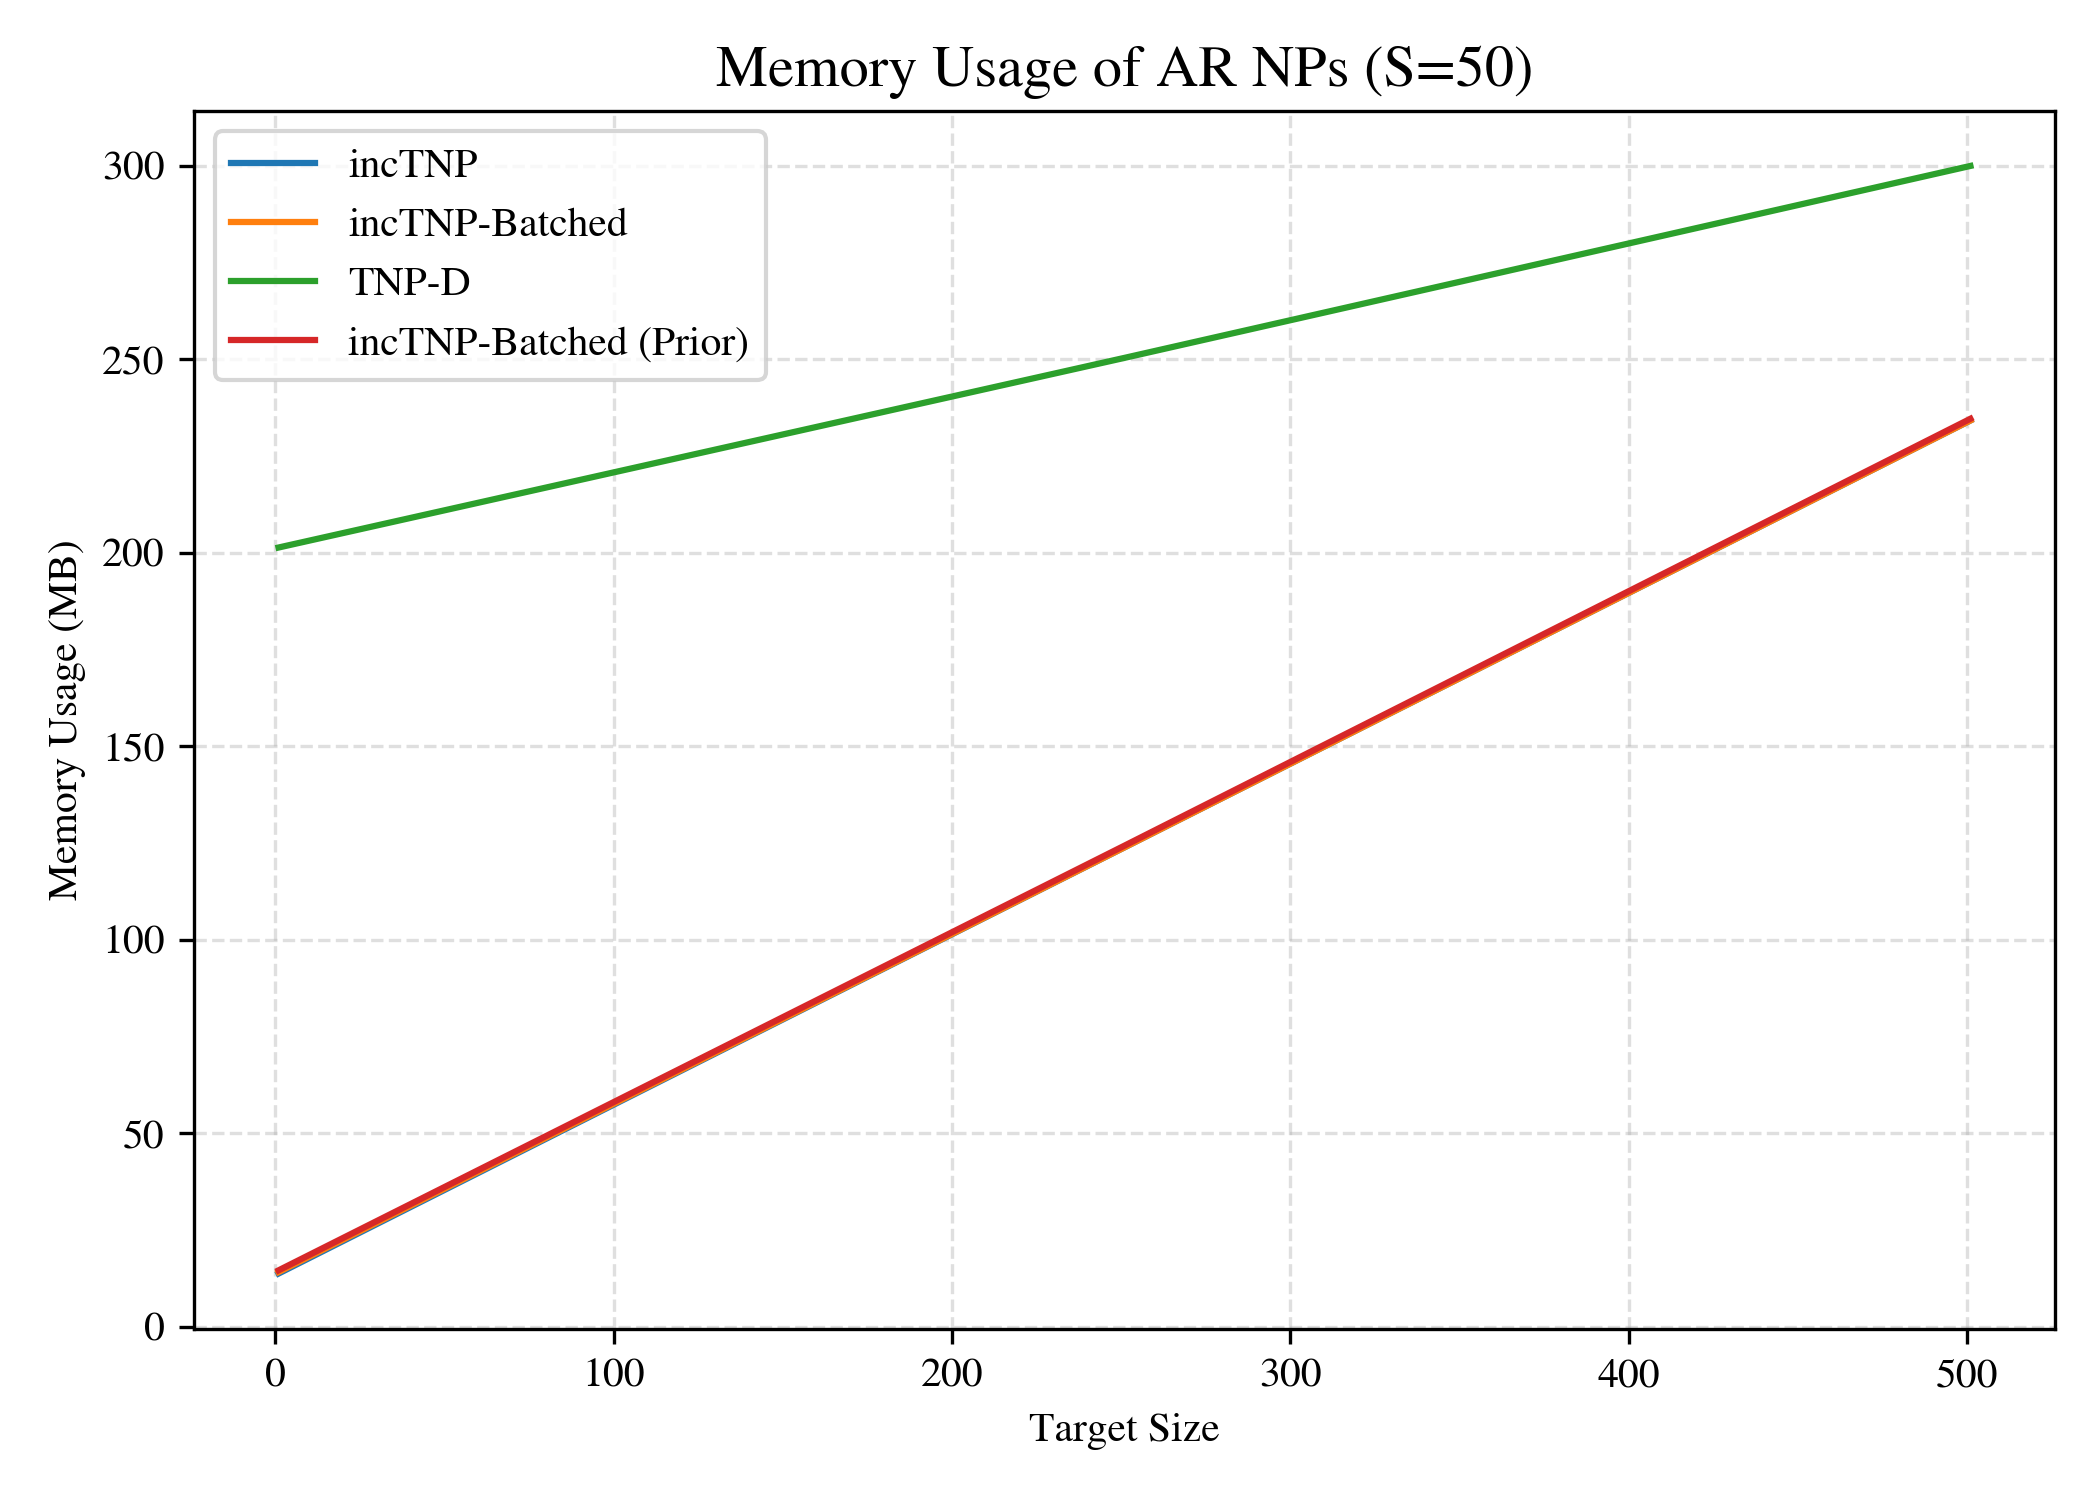 Memory Usage of AR NPs (S=50)
incTNP
incTNP-Batched
TNP-D
incTNP-Batched (Prior)
Memory Usage (MB)
300
250
200
150
100
50
0
0 100 200 300 400 500
Target Size